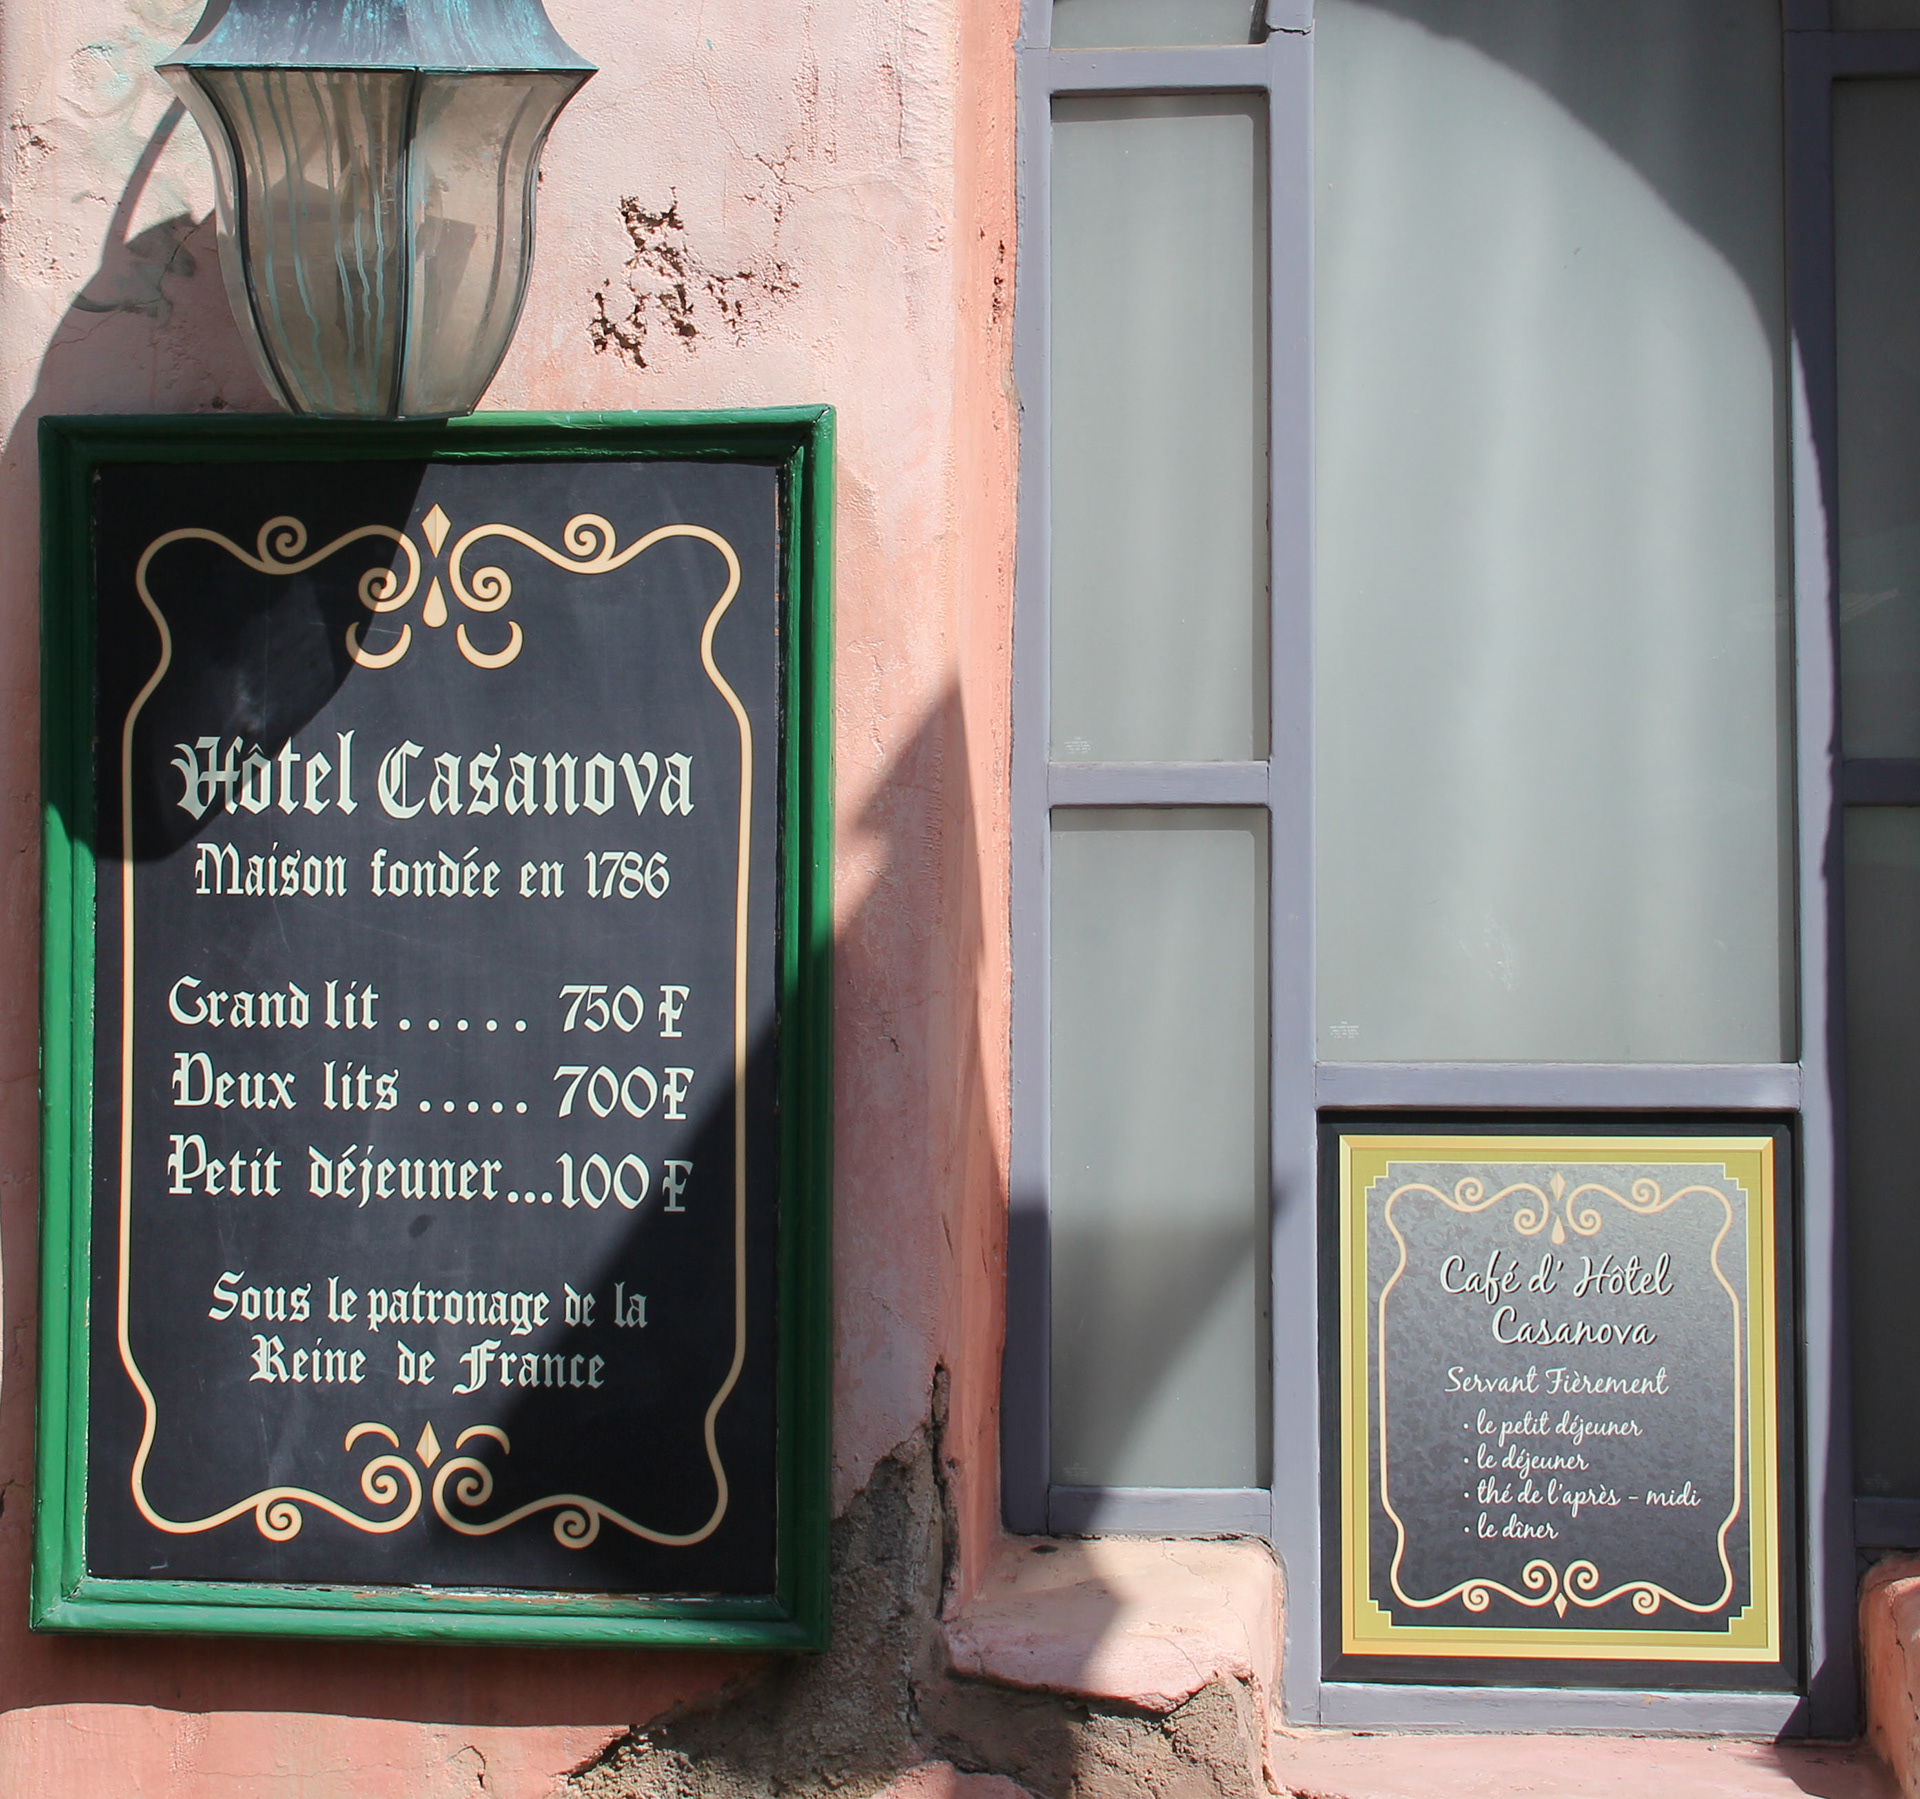 Hôtel Casanova
Maison fondée en 1786
Grand lit ..... 750 F
Deux lits ..... 700F
Petit déjeuner...100 F
Sous le patronage de la
Reine de France
Café d' Hôtel
Casanova
Servant Fièrement
• le petit déjeuner
• le déjeuner
• thé de l'après - midi
• le dîner